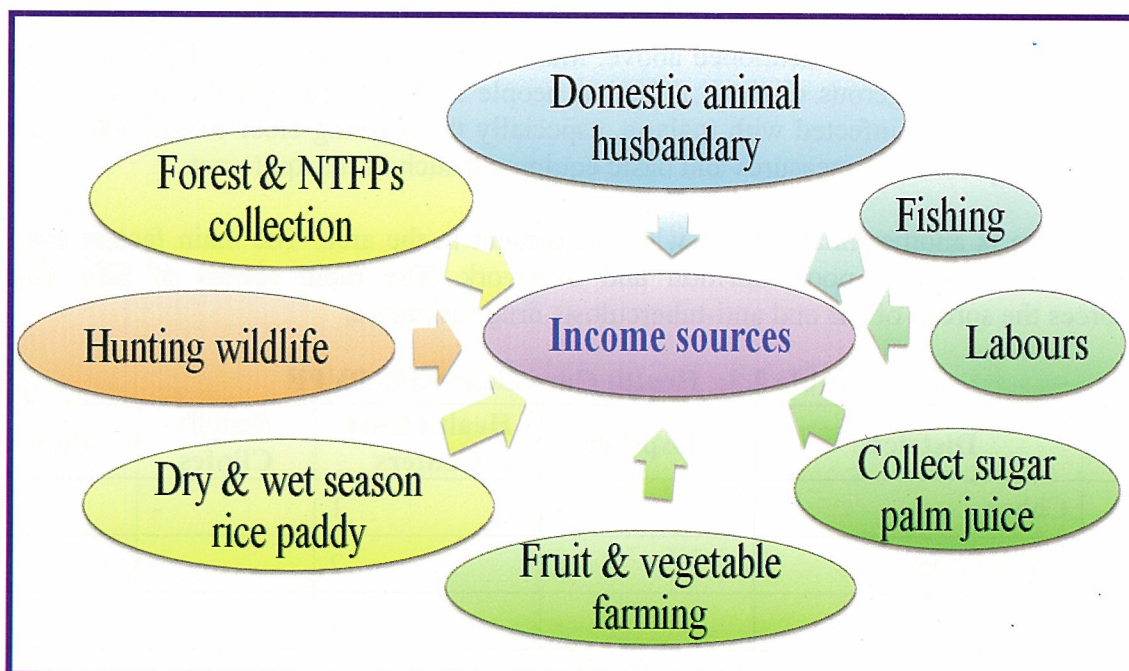 Domestic animal
husbandary
Forest & NTFPs
collection
Fishing
Hunting wildlife
Income sources
Labours
Dry & wet season
rice paddy
Collect sugar
palm juice
Fruit & vegetable
farming